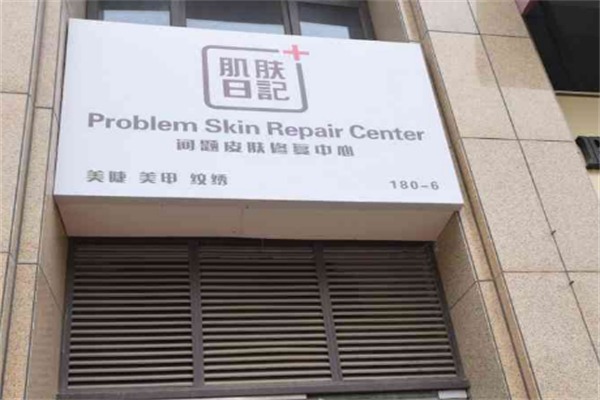 肌肤
日記
Problem Skin Repair Center
问题皮肤修复中心
美睫 美甲 纹绣
180-6